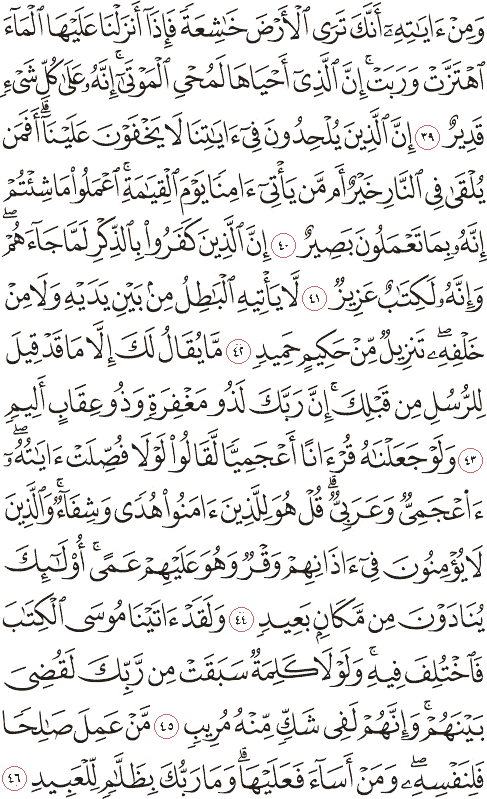 وَمِنْ ءَايَـٰتِهِۦٓ أَنَّكَ تَرَى ٱلْأَرْضَ خَـٰشِعَةً فَإِذَآ أَنزَلْنَا عَلَيْهَا ٱلْمَآءَ
ٱهْتَزَّتْ وَرَبَتْ ۚ إِنَّ ٱلَّذِىٓ أَحْيَاهَا لَمُحْىِ ٱلْمَوْتَىٰٓ ۚ إِنَّهُۥ عَلَىٰ كُلِّ شَىْءٍ
قَدِيرٌ ٣٩ إِنَّ ٱلَّذِينَ يُلْحِدُونَ فِىٓ ءَايَـٰتِنَا لَا يَخْفَوْنَ عَلَيْنَآ ۗ أَفَمَن
يُلْقَىٰ فِى ٱلنَّارِ خَيْرٌ أَم مَّن يَأْتِىٓ ءَامِنًا يَوْمَ ٱلْقِيَـٰمَةِ ۚ ٱعْمَلُوا۟ مَا شِئْتُمْ ۖ
إِنَّهُۥ بِمَا تَعْمَلُونَ بَصِيرٌ ٤٠ إِنَّ ٱلَّذِينَ كَفَرُوا۟ بِٱلذِّكْرِ لَمَّا جَآءَهُمْ ۖ
وَإِنَّهُۥ لَكِتَـٰبٌ عَزِيزٌ ٤١ لَّا يَأْتِيهِ ٱلْبَـٰطِلُ مِنۢ بَيْنِ يَدَيْهِ وَلَا مِنْ
خَلْفِهِۦ ۖ تَنزِيلٌ مِّنْ حَكِيمٍ حَمِيدٍ ٤٢ مَّا يُقَالُ لَكَ إِلَّا مَا قَدْ قِيلَ
لِلرُّسُلِ مِن قَبْلِكَ ۚ إِنَّ رَبَّكَ لَذُو مَغْفِرَةٍ وَذُو عِقَابٍ أَلِيمٍ
٤٣ وَلَوْ جَعَلْنَـٰهُ قُرْءَانًا أَعْجَمِيًّا لَّقَالُوا۟ لَوْلَا فُصِّلَتْ ءَايَـٰتُهُۥٓ ۖ
ءَا۬عْجَمِىٌّ وَعَرَبِىٌّ ۗ قُلْ هُوَ لِلَّذِينَ ءَامَنُوا۟ هُدًى وَشِفَآءٌ ۖ وَٱلَّذِينَ
لَا يُؤْمِنُونَ فِىٓ ءَاذَانِهِمْ وَقْرٌ وَهُوَ عَلَيْهِمْ عَمًى ۚ أُو۟لَـٰٓئِكَ
يُنَادَوْنَ مِن مَّكَانٍۭ بَعِيدٍ ٤٤ وَلَقَدْ ءَاتَيْنَا مُوسَى ٱلْكِتَـٰبَ
فَٱخْتُلِفَ فِيهِ ۗ وَلَوْلَا كَلِمَةٌ سَبَقَتْ مِن رَّبِّكَ لَقُضِىَ
بَيْنَهُمْ ۚ وَإِنَّهُمْ لَفِى شَكٍّ مِّنْهُ مُرِيبٍ ٤٥ مَّنْ عَمِلَ صَـٰلِحًا
فَلِنَفْسِهِۦ ۖ وَمَنْ أَسَآءَ فَعَلَيْهَا ۗ وَمَا رَبُّكَ بِظَلَّـٰمٍ لِّلْعَبِيدِ ٤٦